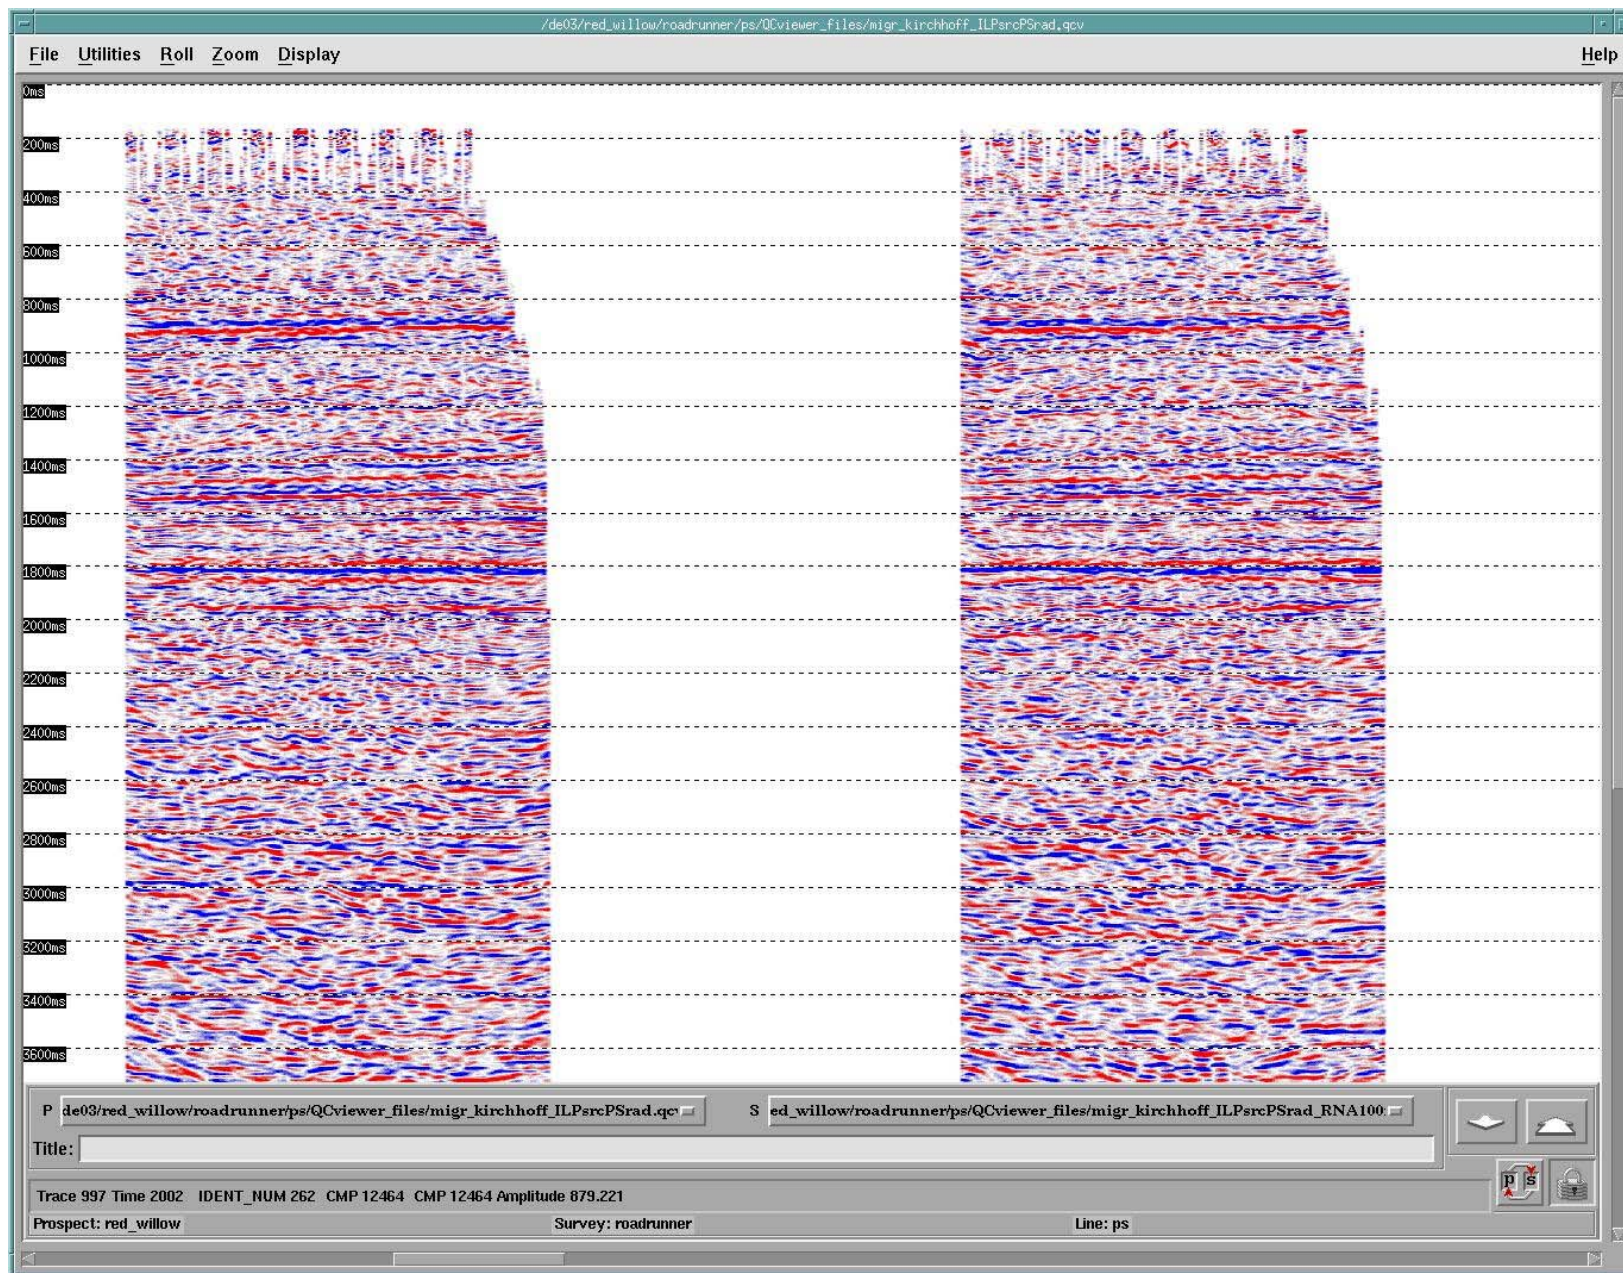 /de03/red_willow/roadrunner/ps/QCviewer_files/migr_kirchhoff_ILPsrcPSrad.qcv
File Utilities Roll Zoom Display Help
0ms
200ms
400ms
600ms
800ms
1000ms
1200ms
1400ms
1600ms
1800ms
2000ms
2200ms
2400ms
2600ms
2800ms
3000ms
3200ms
3400ms
3600ms
P de03/red_willow/roadrunner/ps/QCviewer_files/migr_kirchhoff_ILPsrcPSrad.qcv S ed_willow/roadrunner/ps/QCviewer_files/migr_kirchhoff_ILPsrcPSrad_RNA100
Title:
p s
Trace 997 Time 2002 IDENT_NUM 262 CMP 12464 CMP 12464 Amplitude 879.221
Prospect: red_willow Survey: roadrunner Line: ps